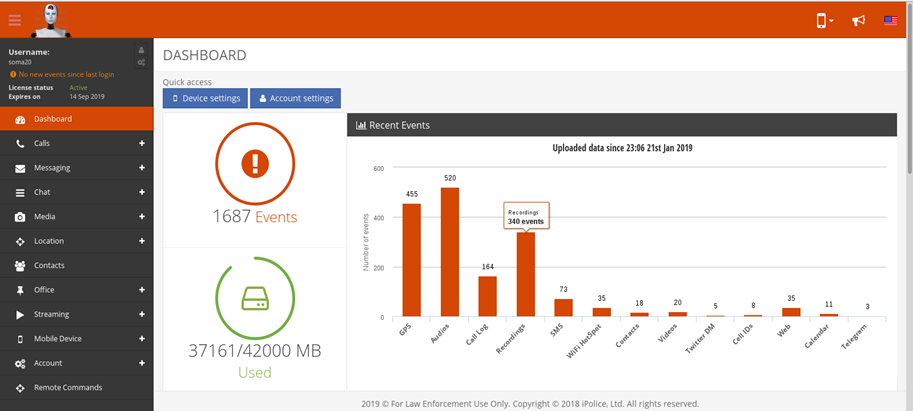 DASHBOARD
Username:
soma20
No new events since last login
License status Active
Expires on 14 Sep 2019
Dashboard
Calls
Messaging
Chat
Media
Location
Contacts
Office
Streaming
Mobile Device
Account
Remote Commands
Quick access
Device settings
Account settings
1687 Events
37161/42000 MB
Used
Recent Events
Uploaded data since 23:06 21st Jan 2019
Number of events
600
400
200
0
455
520
164
Recordings
340 events
73
35
18
20
5
8
35
11
3
GPS
Audios
Call Log
Recordings
SMS
WiFi HotSpot
Contacts
Videos
Twitter DM
Cell IDs
Web
Calendar
Telegram
2019 © For Law Enforcement Use Only. Copyright © 2018 iPolice, Ltd. All rights reserved.